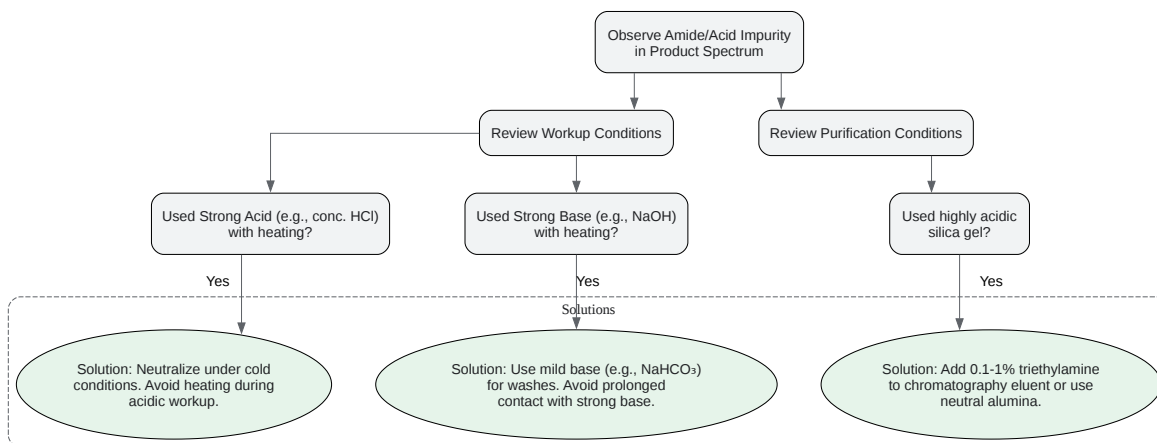 Observe Amide/Acid Impurity
in Product Spectrum
Review Workup Conditions
Review Purification Conditions
Used Strong Acid (e.g., conc. HCl)
with heating?
Used Strong Base (e.g., NaOH)
with heating?
Used highly acidic
silica gel?
Yes
Yes
Yes
Solutions
Solution: Neutralize under cold
conditions. Avoid heating during
acidic workup.
Solution: Use mild base (e.g., NaHCO₃)
for washes. Avoid prolonged
contact with strong base.
Solution: Add 0.1-1% triethylamine
to chromatography eluent or use
neutral alumina.